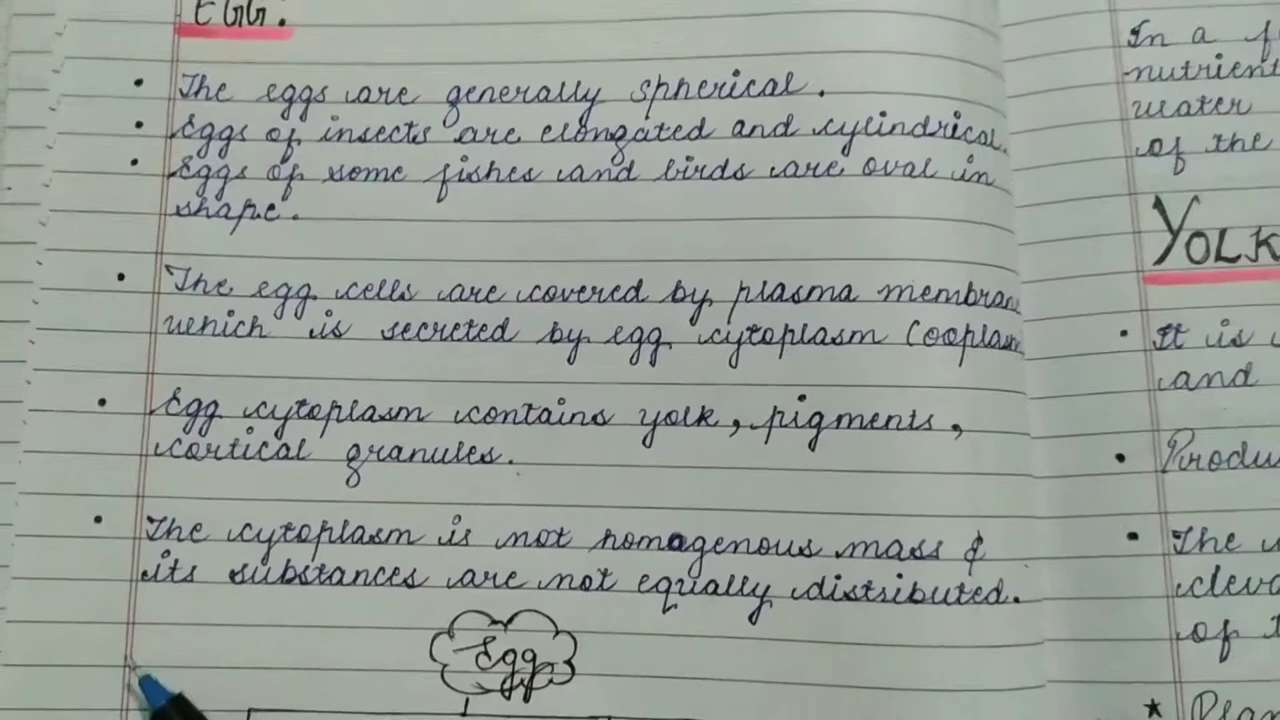 EGG.
• The eggs are generally spherical.
• Eggs of insects are elongated and cylindrical.
• Eggs of some fishes and birds are oval in
shape.
• The egg cells are covered by plasma membrane
which is secreted by egg cytoplasm (ooplasm
• Egg cytoplasm contains yolk, pigments,
cortical granules.
• The cytoplasm is not homogenous mass &
its substances are not equally distributed.
Egg
In a
nutrient
water
of the
YOLK
• It is
and
• Produ
• The
cleva
of
★